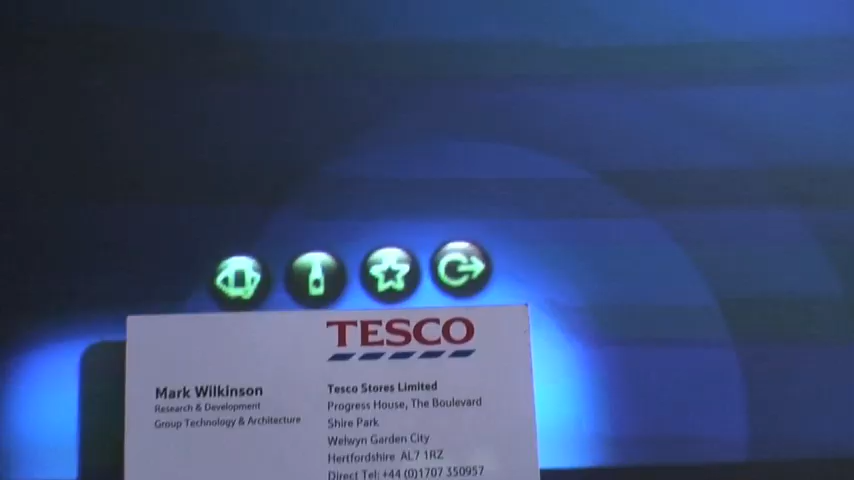 TESCO
Mark Wilkinson
Research & Development
Group Technology & Architecture
Tesco Stores Limited
Progress House, The Boulevard
Shire Park
Welwyn Garden City
Hertfordshire AL7 1RZ
Direct Tel: +44 (0)1707 350957